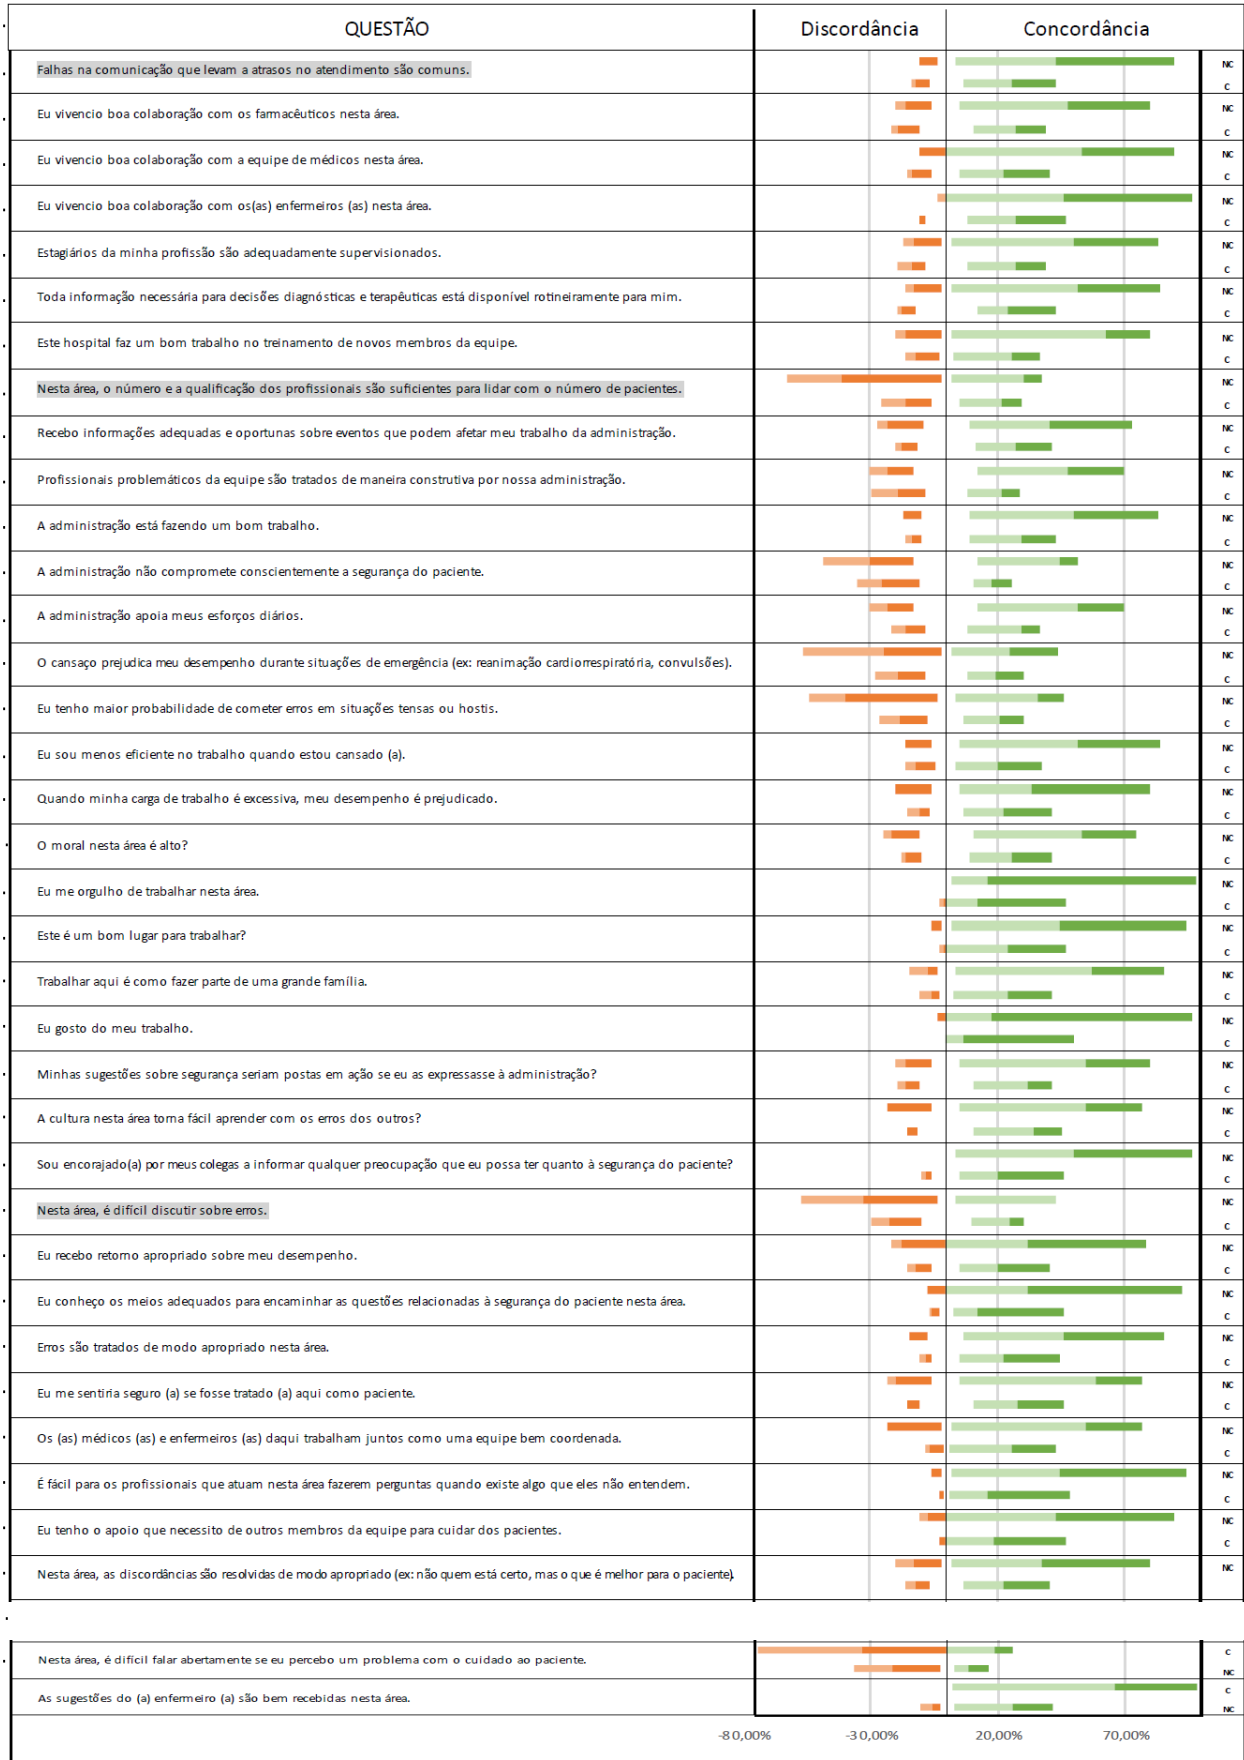 QUESTÃO Discordância Concordância
Falhas na comunicação que levam a atrasos no atendimento são comuns. NC
C
Eu vivencio boa colaboração com os farmacêuticos nesta área. NC
C
Eu vivencio boa colaboração com a equipe de médicos nesta área. NC
C
Eu vivencio boa colaboração com os(as) enfermeiros (as) nesta área. NC
C
Estagiários da minha profissão são adequadamente supervisionados. NC
C
Toda informação necessária para decisões diagnósticas e terapêuticas está disponível rotineiramente para mim. NC
C
Este hospital faz um bom trabalho no treinamento de novos membros da equipe. NC
C
Nesta área, o número e a qualificação dos profissionais são suficientes para lidar com o número de pacientes. NC
C
Recebo informações adequadas e oportunas sobre eventos que podem afetar meu trabalho da administração. NC
C
Profissionais problemáticos da equipe são tratados de maneira construtiva por nossa administração. NC
C
A administração está fazendo um bom trabalho. NC
C
A administração não compromete conscientemente a segurança do paciente. NC
C
A administração apoia meus esforços diários. NC
C
O cansaço prejudica meu desempenho durante situações de emergência (ex: reanimação cardiorrespiratória, convulsões). NC
C
Eu tenho maior probabilidade de cometer erros em situações tensas ou hostis. NC
C
Eu sou menos eficiente no trabalho quando estou cansado (a). NC
C
Quando minha carga de trabalho é excessiva, meu desempenho é prejudicado. NC
C
O moral nesta área é alto? NC
C
Eu me orgulho de trabalhar nesta área. NC
C
Este é um bom lugar para trabalhar? NC
C
Trabalhar aqui é como fazer parte de uma grande família. NC
C
Eu gosto do meu trabalho. NC
C
Minhas sugestões sobre segurança seriam postas em ação se eu as expressasse à administração? NC
C
A cultura nesta área torna fácil aprender com os erros dos outros? NC
C
Sou encorajado(a) por meus colegas a informar qualquer preocupação que eu possa ter quanto à segurança do paciente? NC
C
Nesta área, é difícil discutir sobre erros. NC
C
Eu recebo retorno apropriado sobre meu desempenho. NC
C
Eu conheço os meios adequados para encaminhar as questões relacionadas à segurança do paciente nesta área. NC
C
Erros são tratados de modo apropriado nesta área. NC
C
Eu me sentiria seguro (a) se fosse tratado (a) aqui como paciente. NC
C
Os (as) médicos (as) e enfermeiros (as) daqui trabalham juntos como uma equipe bem coordenada. NC
C
É fácil para os profissionais que atuam nesta área fazerem perguntas quando existe algo que eles não entendem. NC
C
Eu tenho o apoio que necessito de outros membros da equipe para cuidar dos pacientes. NC
C
Nesta área, as discordâncias são resolvidas de modo apropriado (ex: não quem está certo, mas o que é melhor para o paciente). NC
Nesta área, é difícil falar abertamente se eu percebo um problema com o cuidado ao paciente. C
NC
As sugestões do (a) enfermeiro (a) são bem recebidas nesta área. C
NC
-80,00% -30,00% 20,00% 70,00%